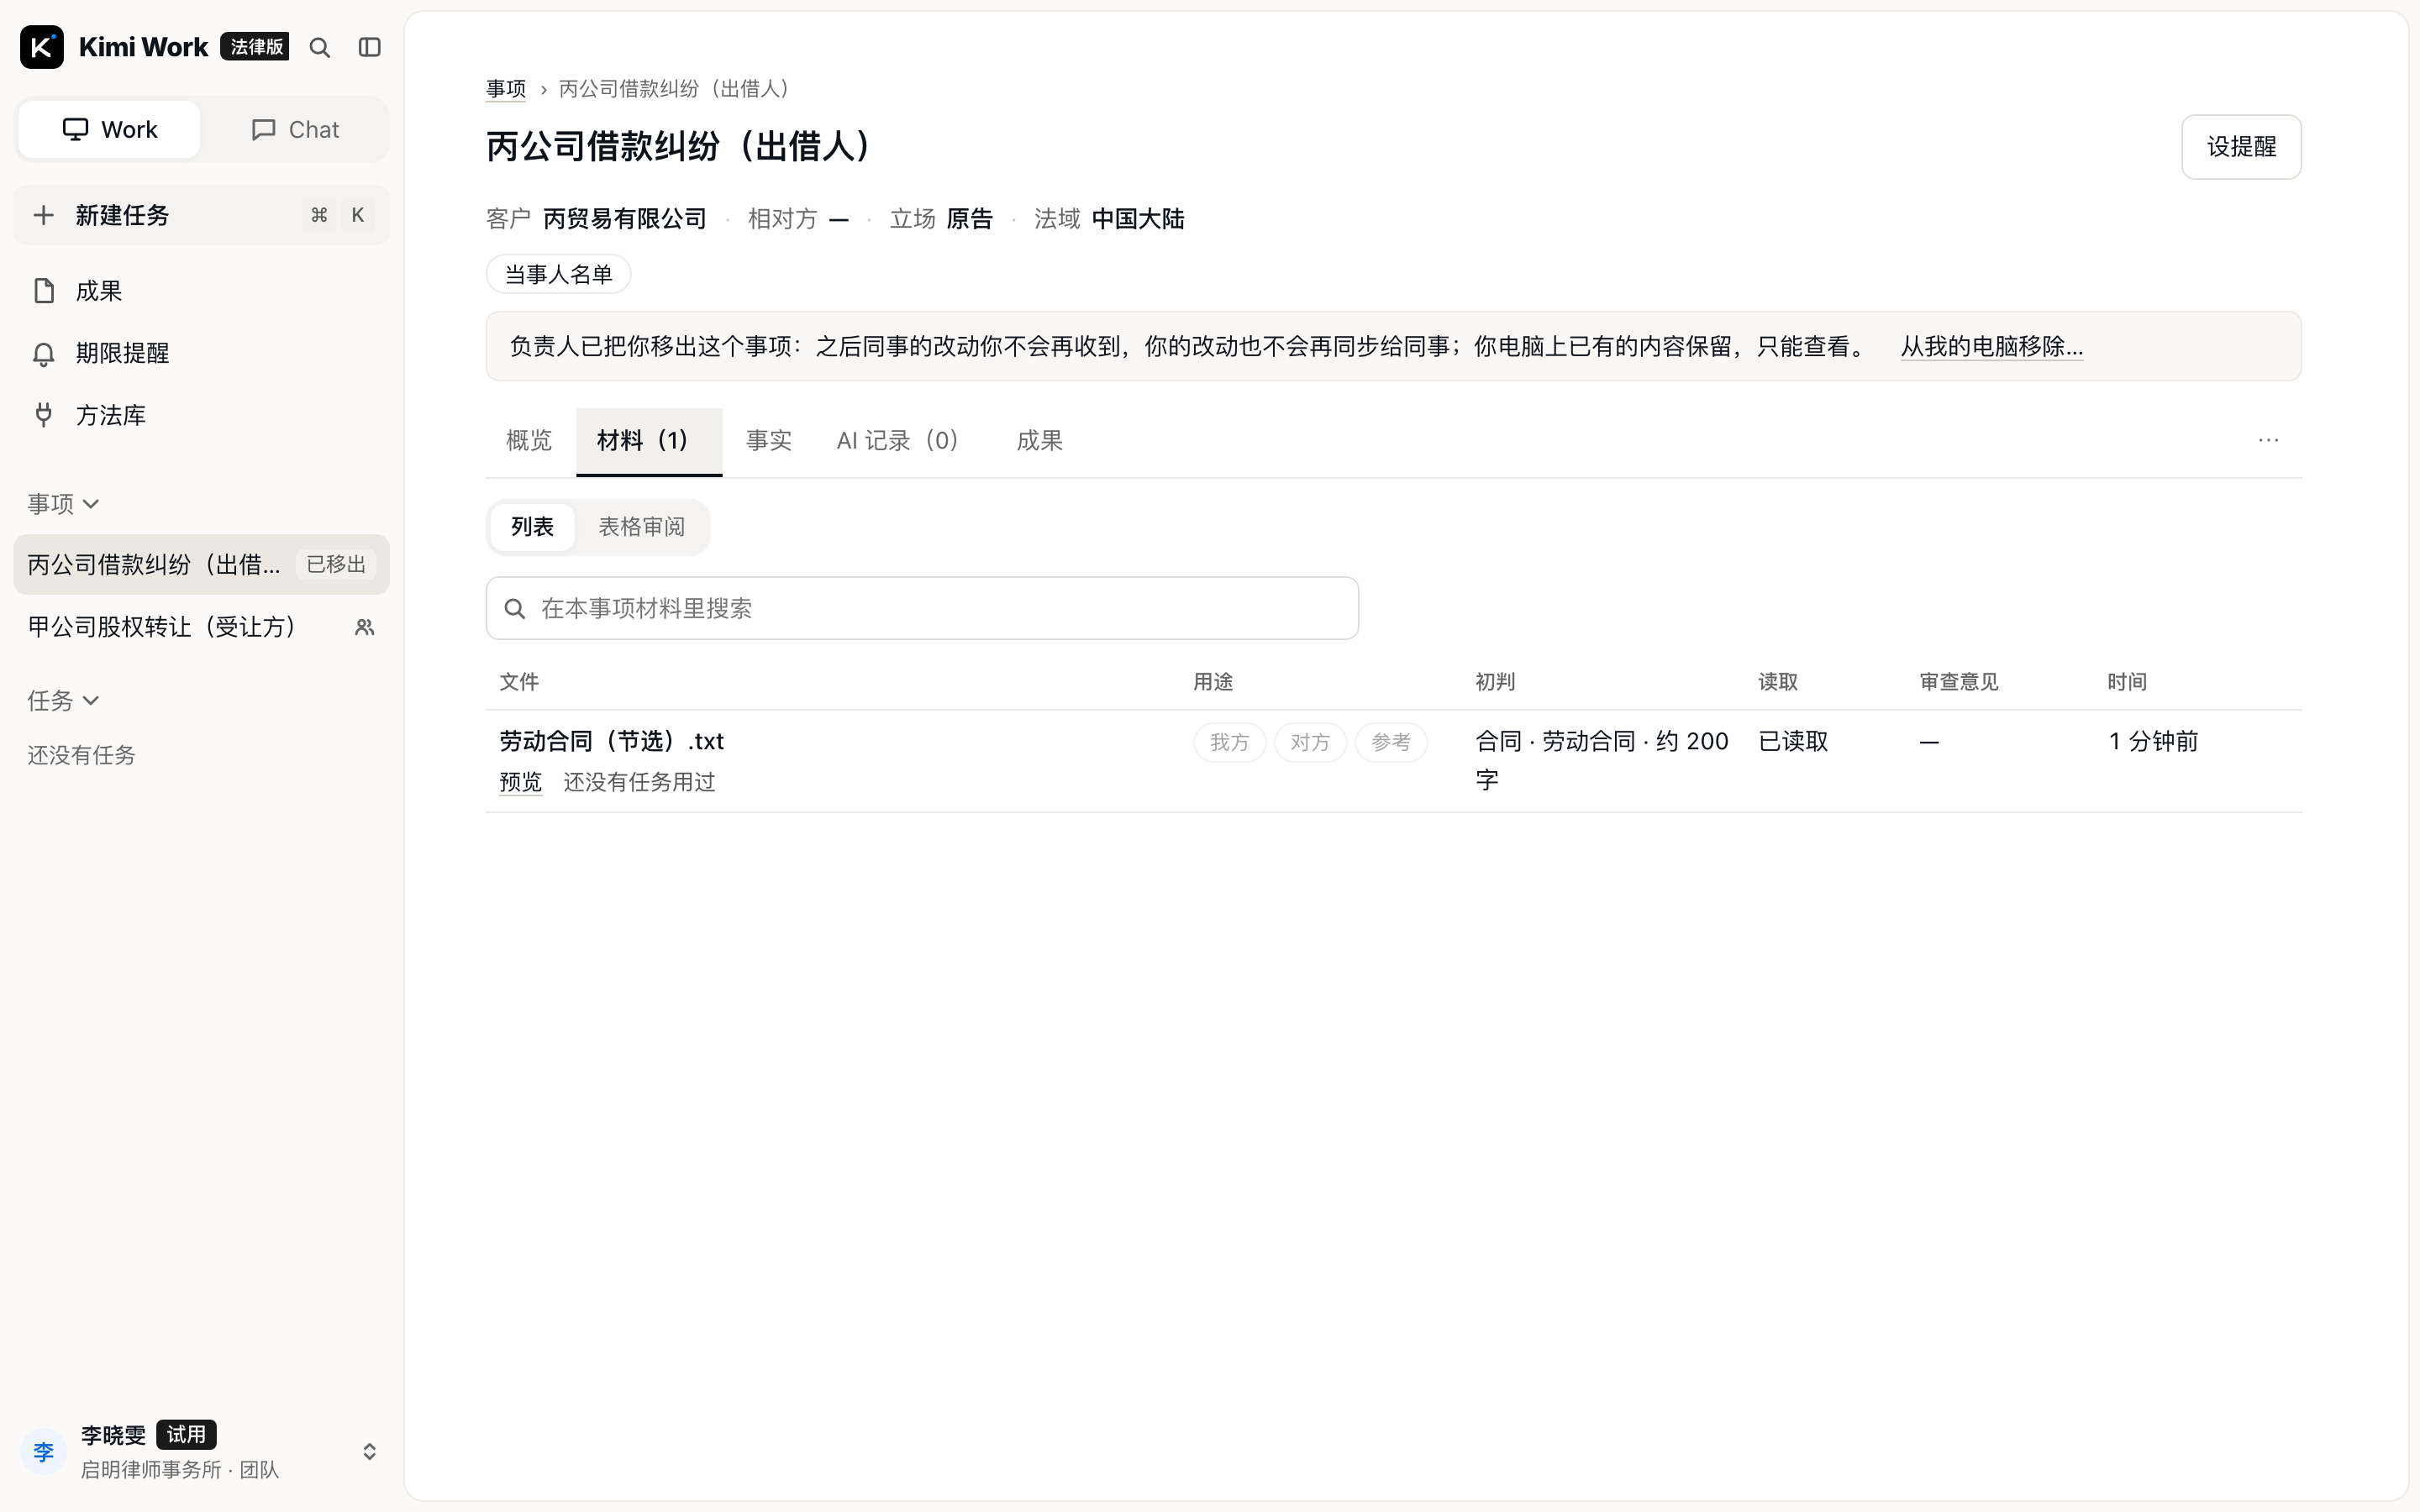 Kimi Work 法律版
Work
Chat
新建任务 ⌘ K
成果
期限提醒
方法库
事项
丙公司借款纠纷（出借... 已移出
甲公司股权转让（受让方）
任务
还没有任务
李 李晓雯 试用
启明律师事务所 · 团队
事项 › 丙公司借款纠纷（出借人）
丙公司借款纠纷（出借人）
设提醒
客户 丙贸易有限公司 · 相对方 — · 立场 原告 · 法域 中国大陆
当事人名单
负责人已把你移出这个事项：之后同事的改动你不会再收到，你的改动也不会再同步给同事；你电脑上已有的内容保留，只能查看。 从我的电脑移除...
概览 材料（1） 事实 AI 记录（0） 成果 ···
列表 表格审阅
在本事项材料里搜索
文件 用途 初判 读取 审查意见 时间
劳动合同（节选）.txt 我方 对方 参考 合同 · 劳动合同 · 约 200 已读取 — 1 分钟前
预览 还没有任务用过 字